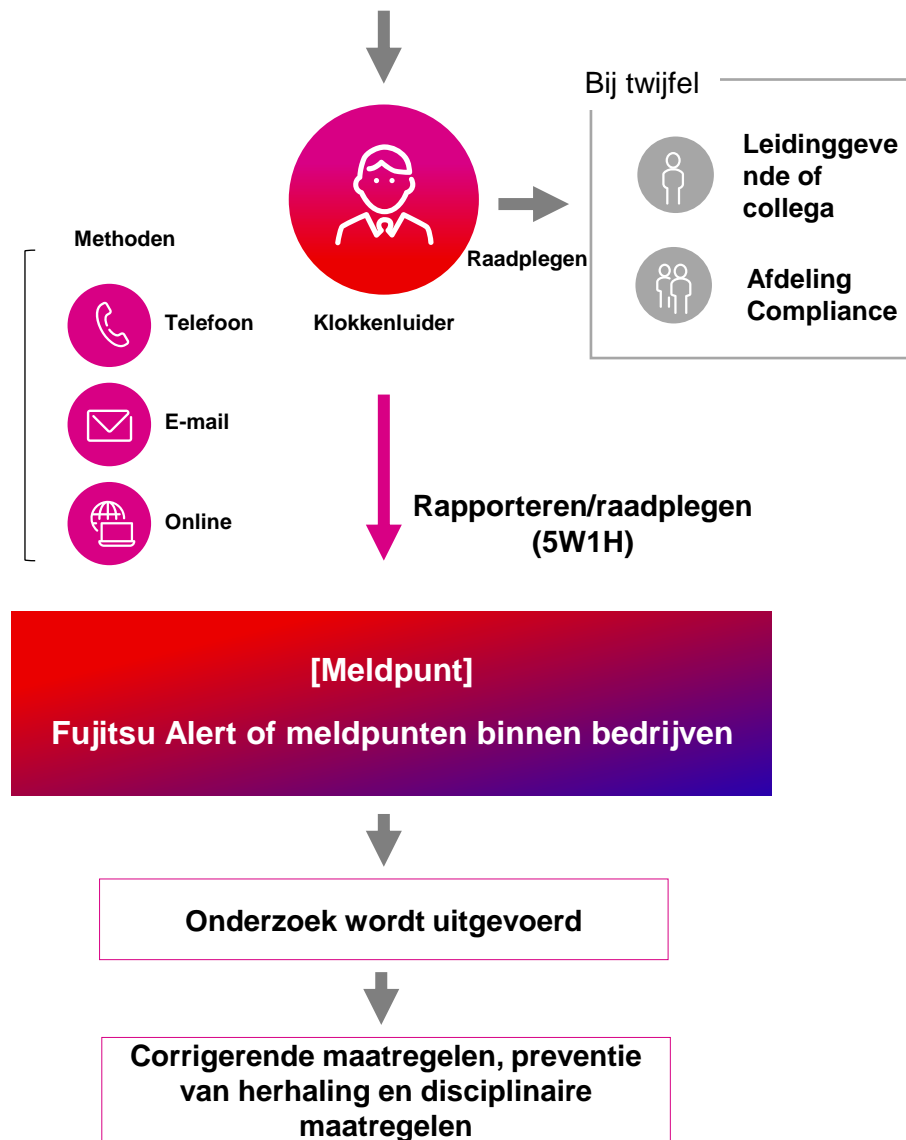 Bij twijfel
Leidinggeve
nde of
collega
Raadplegen
Afdeling
Compliance
Klokkenluider
Methoden
Telefoon
E-mail
Online
Rapporteren/raadplegen
(5W1H)
[Meldpunt]
Fujitsu Alert of meldpunten binnen bedrijven
Onderzoek wordt uitgevoerd
Corrigerende maatregelen, preventie
van herhaling en disciplinaire
maatregelen